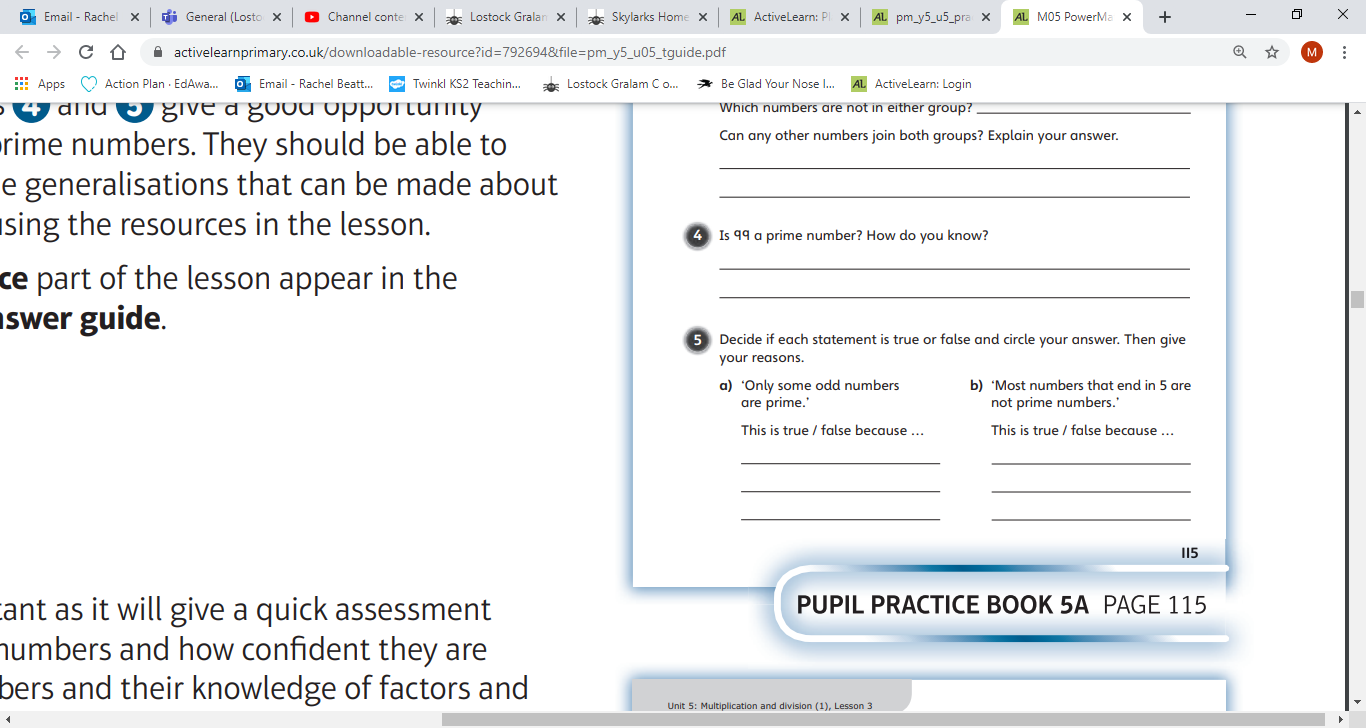 Email - Rachel
General (Losto
Channel conte
Lostock Gralan
Skylarks Home
ActiveLearn: Pl
pm_y5_u5_pra
M05 PowerMa
activelearnprimary.co.uk/downloadable-resource?id=792694&file=pm_y5_u05_tguide.pdf
M
Apps
Action Plan · EdAwa...
Email - Rachel Beatt...
Twinkl KS2 Teachin...
Lostock Gralam C o...
Be Glad Your Nose I...
ActiveLearn: Login
s 4 and 5 give a good opportunity
rime numbers. They should be able to
e generalisations that can be made about
using the resources in the lesson.
ce part of the lesson appear in the
nswer guide.
tant as it will give a quick assessment
numbers and how confident they are
bers and their knowledge of factors and
Which numbers are not in either group?
Can any other numbers join both groups? Explain your answer.
4 Is 99 a prime number? How do you know?
5 Decide if each statement is true or false and circle your answer. Then give
your reasons.
a) ‘Only some odd numbers
are prime.’
This is true / false because ...
b) ‘Most numbers that end in 5 are
not prime numbers.’
This is true / false because ...
115
PUPIL PRACTICE BOOK 5A PAGE 115
Unit 5: Multiplication and division (1), Lesson 3